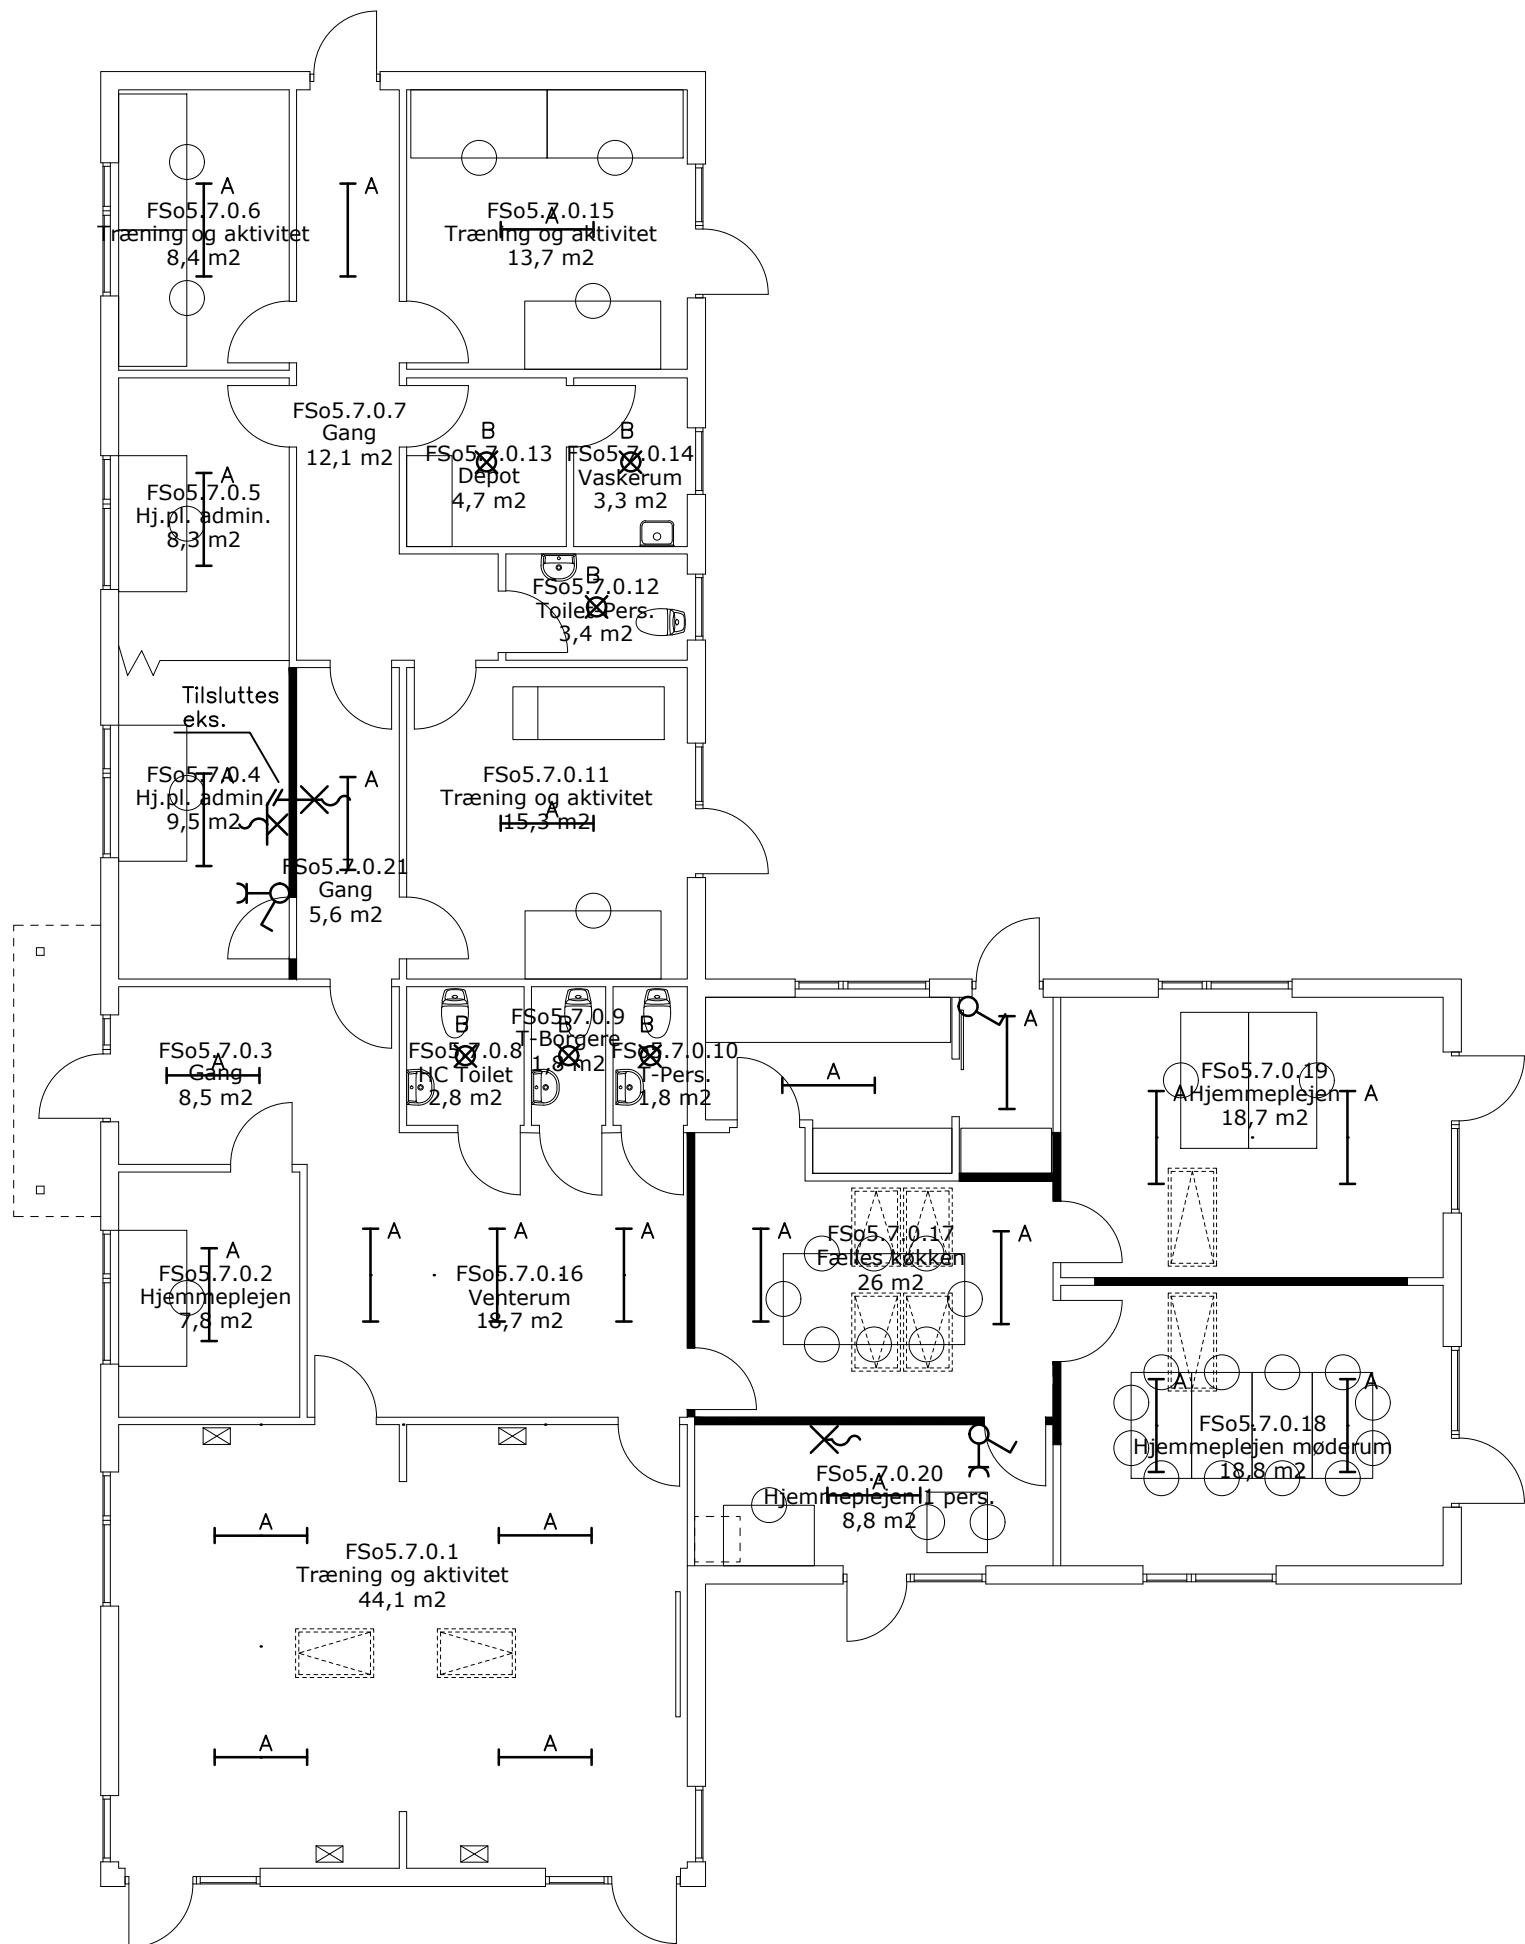 A
FSo5.7.0.6
Træning og aktivitet
8,4 m2
A
A
FSo5.7.0.15
Træning og aktivitet
13,7 m2
FSo5.7.0.7
Gang
12,1 m2
B
FSo5.7.0.13
Depot
4,7 m2
B
FSo5.7.0.14
Vaskerum
3,3 m2
A
FSo5.7.0.5
Hj.pl. admin.
8,3 m2
B
FSo5.7.0.12
Toilet-Pers.
3,4 m2
Tilsluttes
eks.
A
FSo5.7.0.4
Hj.pl. admin.
9,5 m2
A
FSo5.7.0.21
Gang
5,6 m2
FSo5.7.0.11
Træning og aktivitet
A
15,3 m2
A
FSo5.7.0.3
Gang
8,5 m2
B
FSo5.7.0.8
HC Toilet
2,8 m2
B
FSo5.7.0.9
T-Borgere
1,8 m2
B
FSo5.7.0.10
T-Pers.
1,8 m2
A
A
FSo5.7.0.19
A
Hjemmeplejen
18,7 m2
A
A
FSo5.7.0.2
Hjemmeplejen
7,8 m2
A
A
A
FSo5.7.0.16
Venterum
18,7 m2
A
A
FSo5.7.0.17
Fælles køkken
26 m2
A
A
FSo5.7.0.18
Hjemmeplejen møderum
18,8 m2
FSo5.7.0.20
A
Hjemmeplejen 1 pers.
8,8 m2
A
A
FSo5.7.0.1
Træning og aktivitet
44,1 m2
A
A